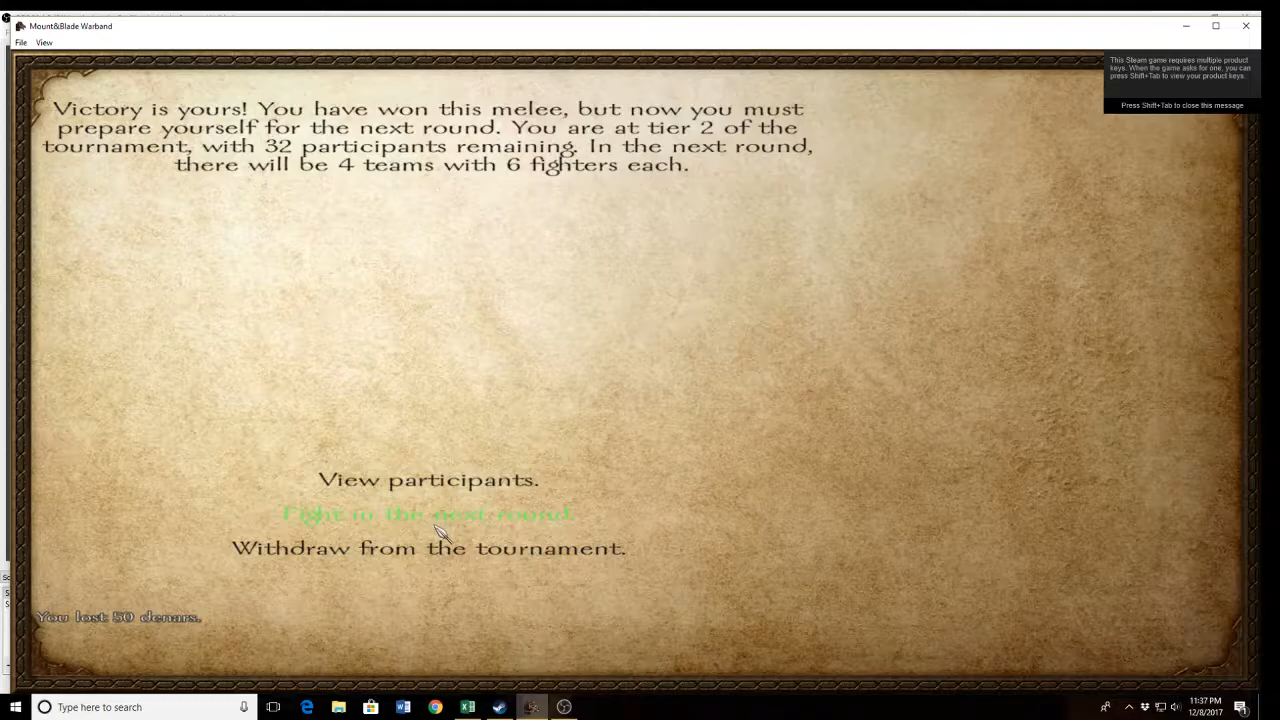 Mount&Blade Warband
File View
This Steam game requires multiple product
keys. When the game asks for one, you can
press Shift+Tab to view your product keys.
Press Shift+Tab to close this message
Victory is yours! You have won this melee, but now you must
prepare yourself for the next round. You are at tier 2 of the
tournament, with 32 participants remaining. In the next round,
there will be 4 teams with 6 fighters each.
View participants.
Fight in the next round.
Withdraw from the tournament.
You lost 50 denars.
Type here to search
11:37 PM
12/8/2017